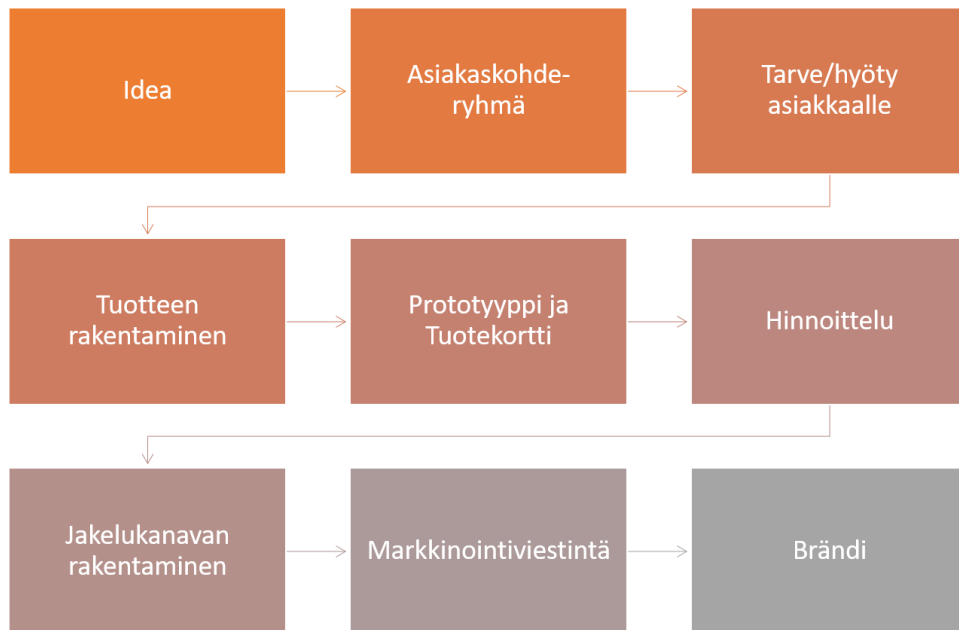 Idea
Asiakaskohde-
ryhmä
Tarve/hyöty
asiakkaalle
Tuotteen
rakentaminen
Prototyyppi ja
Tuotekortti
Hinnoittelu
Jakelukanavan
rakentaminen
Markkinointiviestintä
Brändi